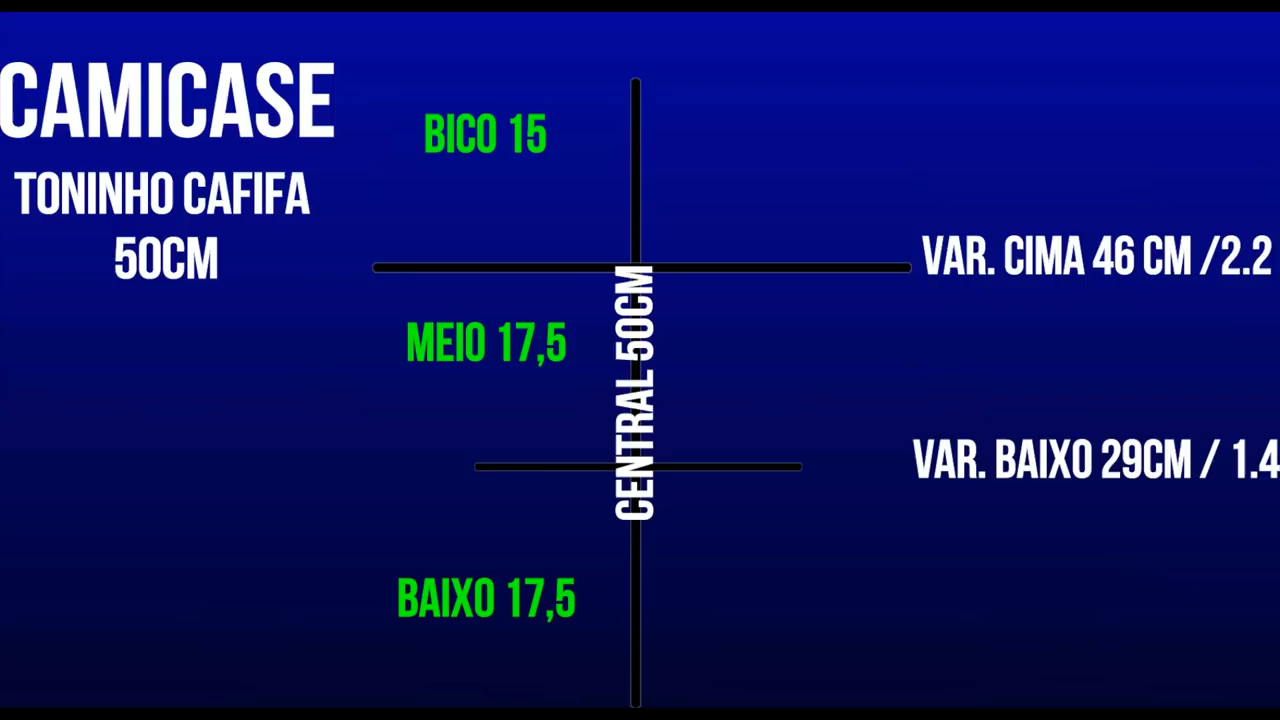 CAMICASE
TONINHO CAFIFA
50CM
BICO 15
VAR. CIMA 46 CM /2.2
MEIO 17,5
CENTRAL 50CM
VAR. BAIXO 29CM / 1.4
BAIXO 17,5